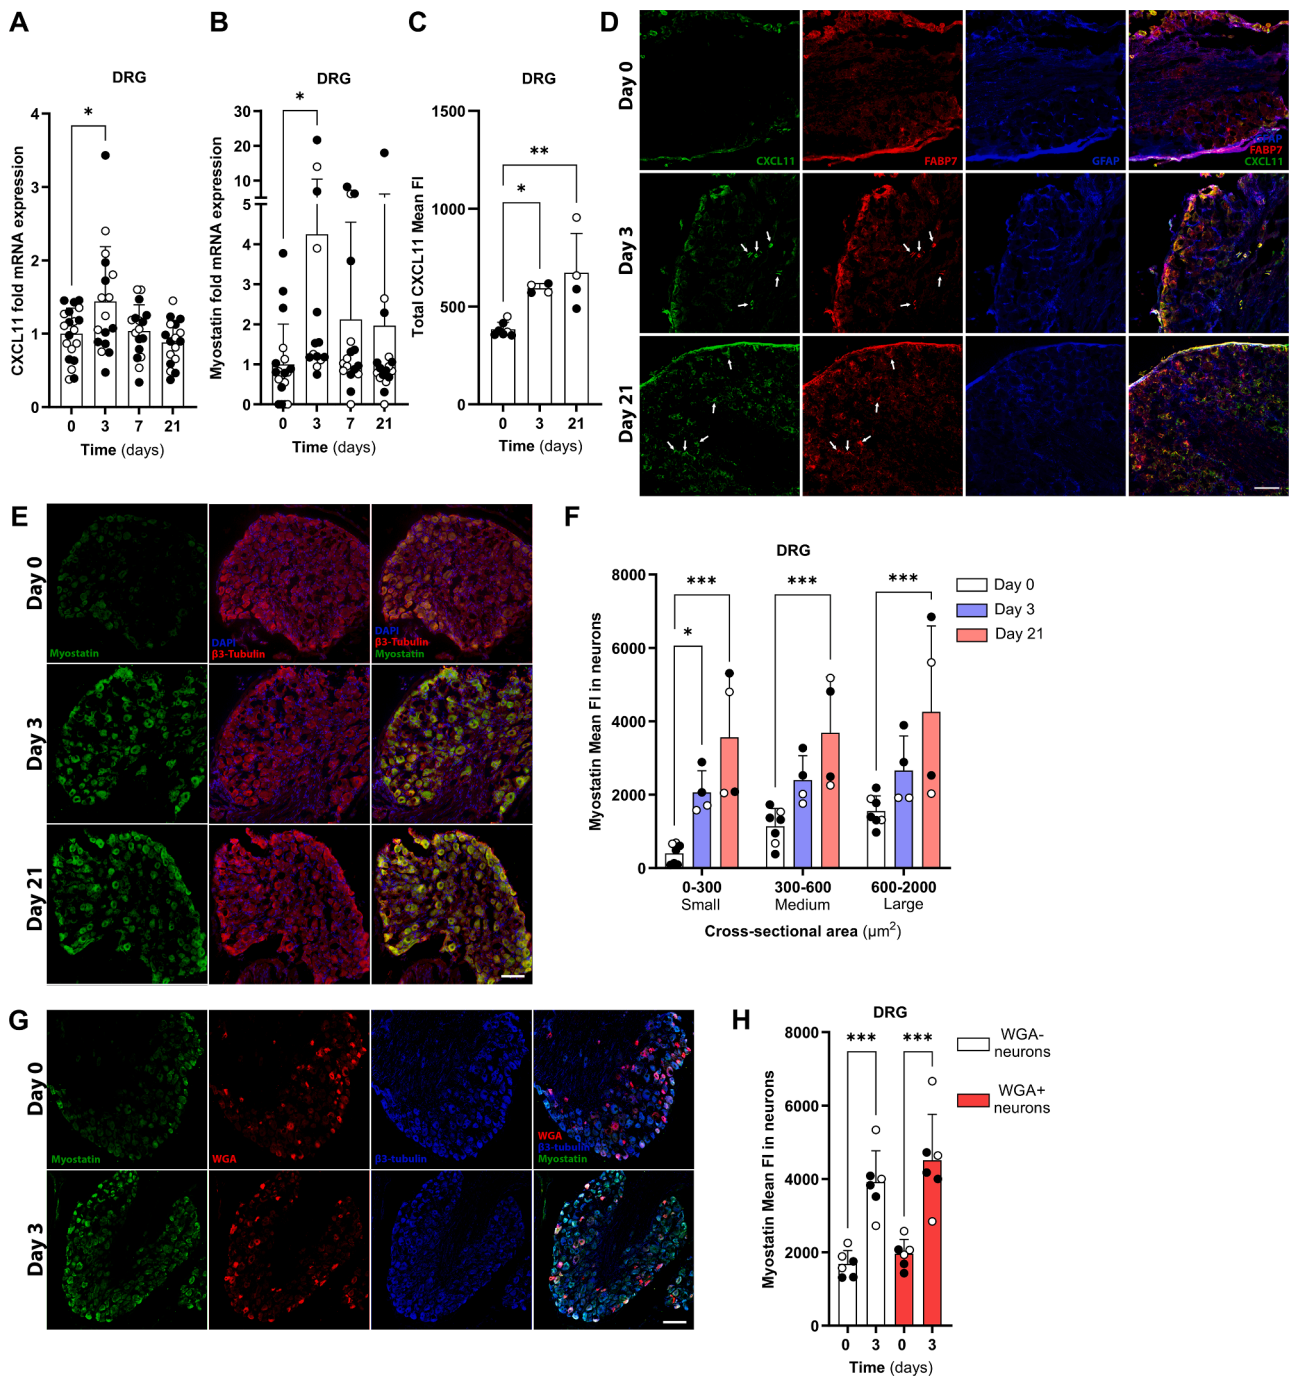 A
DRG
CXCL11 fold mRNA expression
4
3
2
1
0
*
0 3 7 21
Time (days)
B
DRG
Myostatin fold mRNA expression
30
20
10
5
4
3
2
1
0
*
0 3 7 21
Time (days)
C
DRG
Total CXCL11 Mean FI
1500
1000
500
0
**
*
0 3 21
Time (days)
D
Day 0
CXCL11
FABP7
GFAP
GFAP
FABP7
CXCL11
Day 3
Day 21
E
Day 0
Myostatin
DAPI
β3-Tubulin
DAPI
β3-Tubulin
Myostatin
Day 3
Day 21
F
DRG
Myostatin Mean FI in neurons
8000
6000
4000
2000
0
***
*
***
***
Day 0
Day 3
Day 21
0-300 300-600 600-2000
Small Medium Large
Cross-sectional area (µm²)
G
Day 0
Myostatin
WGA
β3-tubulin
WGA
β3-tubulin
Myostatin
Day 3
H
DRG
Myostatin Mean FI in neurons
8000
6000
4000
2000
0
*** ***
WGA-
neurons
WGA+
neurons
0 3 0 3
Time (days)